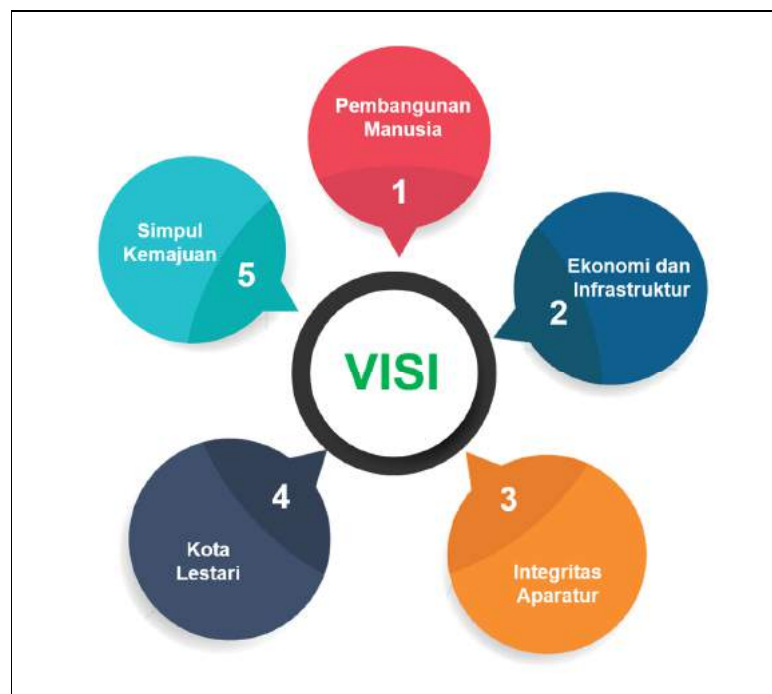 Pembangunan
Manusia
1
Ekonomi dan
Infrastruktur
2
3
Integritas
Aparatur
4
Kota
Lestari
Simpul
Kemajuan
5
VISI